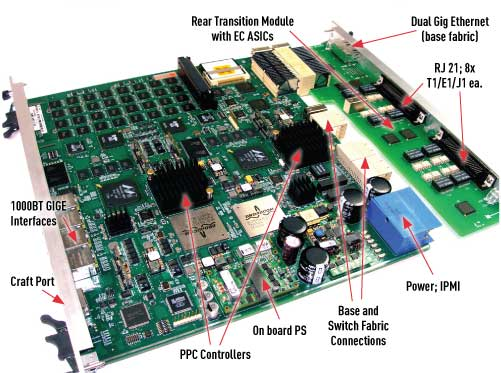 Rear Transition Module
with EC ASICs
Dual Gig Ethernet
(base fabric)
RJ 21; 8x
T1/E1/J1 ea.
1000BT GIGE
Interfaces
Craft Port
PPC Controllers
On board PS
Base and
Switch Fabric
Connections
Power; IPMI